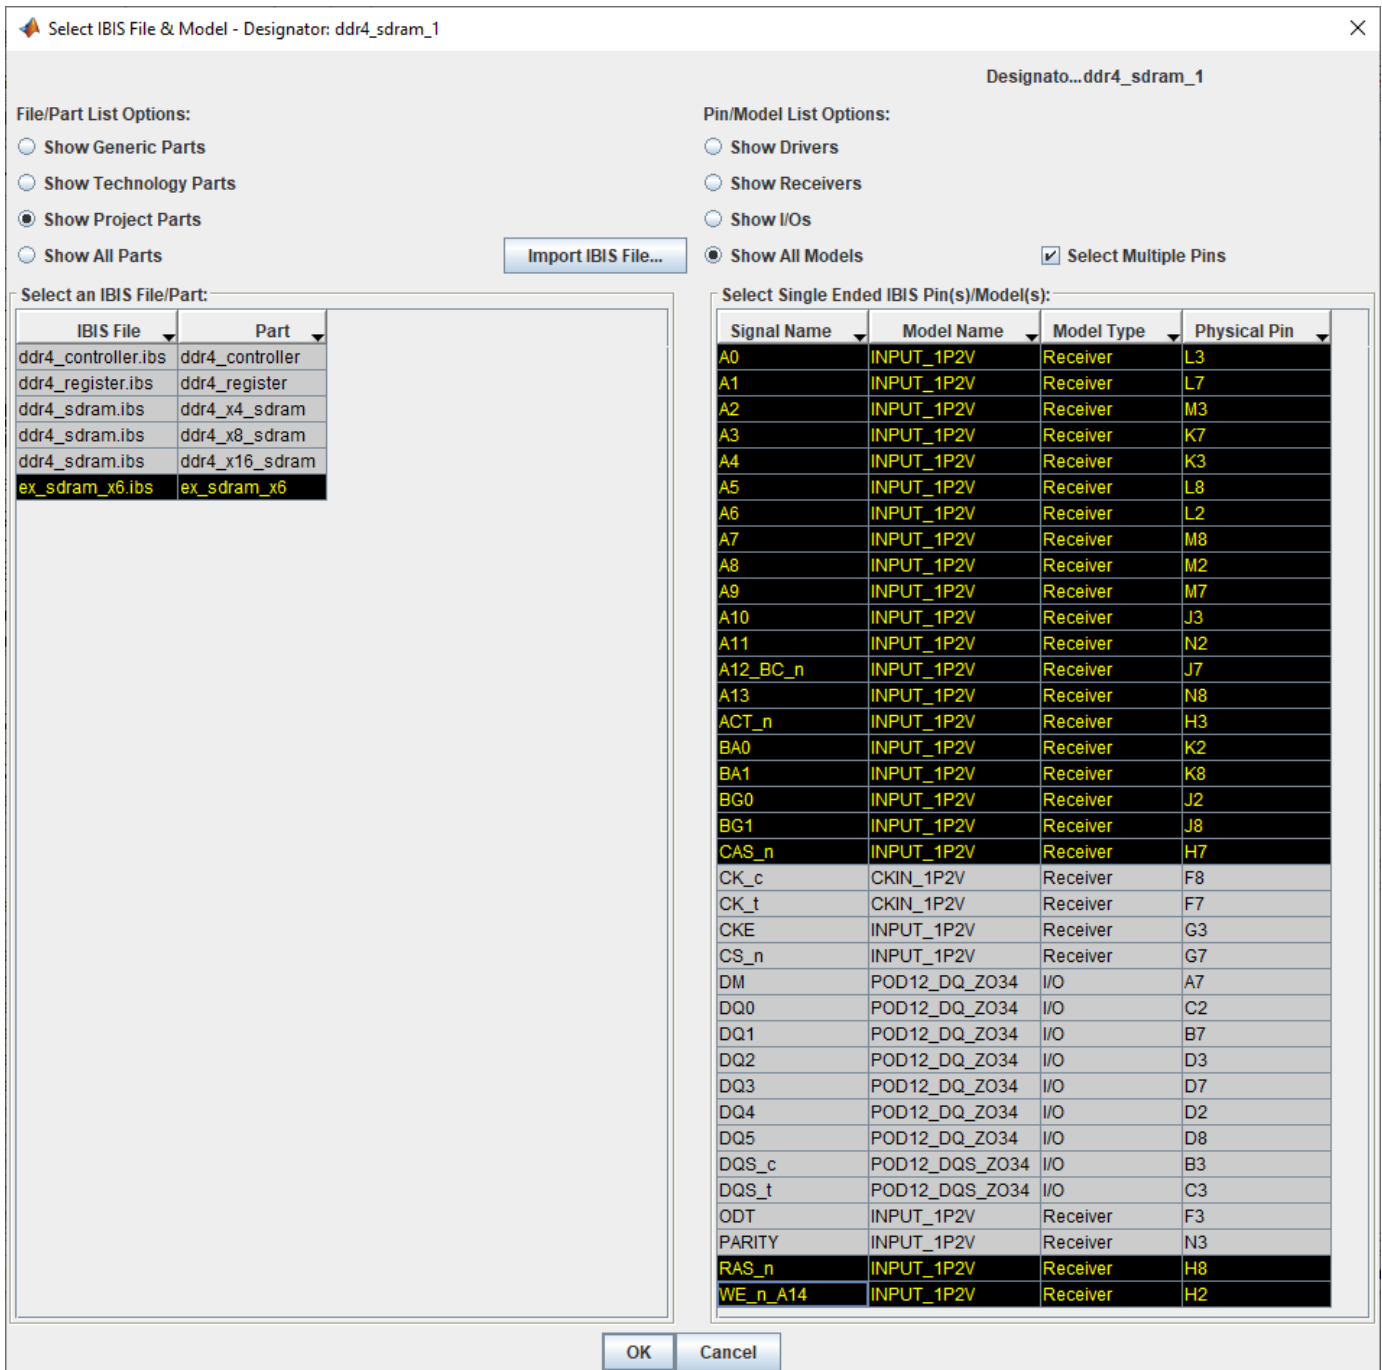 Select IBIS File & Model - Designator: ddr4_sdram_1
Designato...ddr4_sdram_1
File/Part List Options:
Show Generic Parts
Show Technology Parts
Show Project Parts
Show All Parts
Import IBIS File...
Pin/Model List Options:
Show Drivers
Show Receivers
Show I/Os
Show All Models
Select Multiple Pins
Select an IBIS File/Part:
IBIS File Part
ddr4_controller.ibs ddr4_controller
ddr4_register.ibs ddr4_register
ddr4_sdram.ibs ddr4_x4_sdram
ddr4_sdram.ibs ddr4_x8_sdram
ddr4_sdram.ibs ddr4_x16_sdram
ex_sdram_x6.ibs ex_sdram_x6
Select Single Ended IBIS Pin(s)/Model(s):
Signal Name Model Name Model Type Physical Pin
A0 INPUT_1P2V Receiver L3
A1 INPUT_1P2V Receiver L7
A2 INPUT_1P2V Receiver M3
A3 INPUT_1P2V Receiver K7
A4 INPUT_1P2V Receiver K3
A5 INPUT_1P2V Receiver L8
A6 INPUT_1P2V Receiver L2
A7 INPUT_1P2V Receiver M8
A8 INPUT_1P2V Receiver M2
A9 INPUT_1P2V Receiver M7
A10 INPUT_1P2V Receiver J3
A11 INPUT_1P2V Receiver N2
A12_BC_n INPUT_1P2V Receiver J7
A13 INPUT_1P2V Receiver N8
ACT_n INPUT_1P2V Receiver H3
BA0 INPUT_1P2V Receiver K2
BA1 INPUT_1P2V Receiver K8
BG0 INPUT_1P2V Receiver J2
BG1 INPUT_1P2V Receiver J8
CAS_n INPUT_1P2V Receiver H7
CK_c CKIN_1P2V Receiver F8
CK_t CKIN_1P2V Receiver F7
CKE INPUT_1P2V Receiver G3
CS_n INPUT_1P2V Receiver G7
DM POD12_DQ_ZO34 I/O A7
DQ0 POD12_DQ_ZO34 I/O C2
DQ1 POD12_DQ_ZO34 I/O B7
DQ2 POD12_DQ_ZO34 I/O D3
DQ3 POD12_DQ_ZO34 I/O D7
DQ4 POD12_DQ_ZO34 I/O D2
DQ5 POD12_DQ_ZO34 I/O D8
DQS_c POD12_DQS_ZO34 I/O B3
DQS_t POD12_DQS_ZO34 I/O C3
ODT INPUT_1P2V Receiver F3
PARITY INPUT_1P2V Receiver N3
RAS_n INPUT_1P2V Receiver H8
WE_n_A14 INPUT_1P2V Receiver H2
OK Cancel